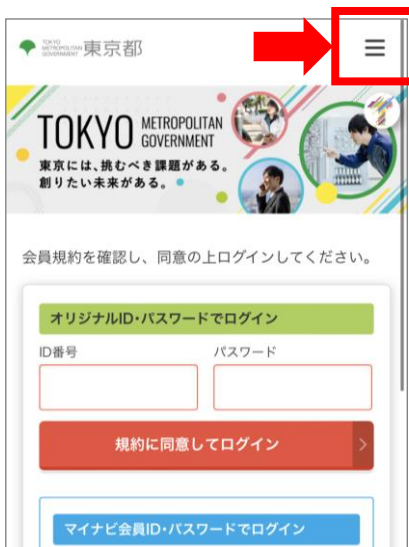 TOKYO
METROPOLITAN
GOVERNMENT
東京都
TOKYO METROPOLITAN
GOVERNMENT
東京には、挑むべき課題がある。
創りたい未来がある。
会員規約を確認し、同意の上ログインしてください。
オリジナルID・パスワードでログイン
ID番号
パスワード
規約に同意してログイン
マイナビ会員ID・パスワードでログイン